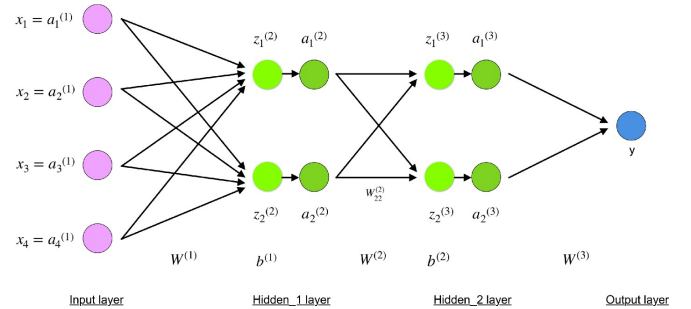 x₁ = a₁⁽¹⁾
x₂ = a₂⁽¹⁾
x₃ = a₃⁽¹⁾
x₄ = a₄⁽¹⁾
z₁⁽²⁾ a₁⁽²⁾ z₁⁽³⁾ a₁⁽³⁾
y
W₂₂⁽²⁾
z₂⁽²⁾ a₂⁽²⁾ z₂⁽³⁾ a₂⁽³⁾
W⁽¹⁾ b⁽¹⁾ W⁽²⁾ b⁽²⁾ W⁽³⁾
Input layer Hidden_1 layer Hidden_2 layer Output layer